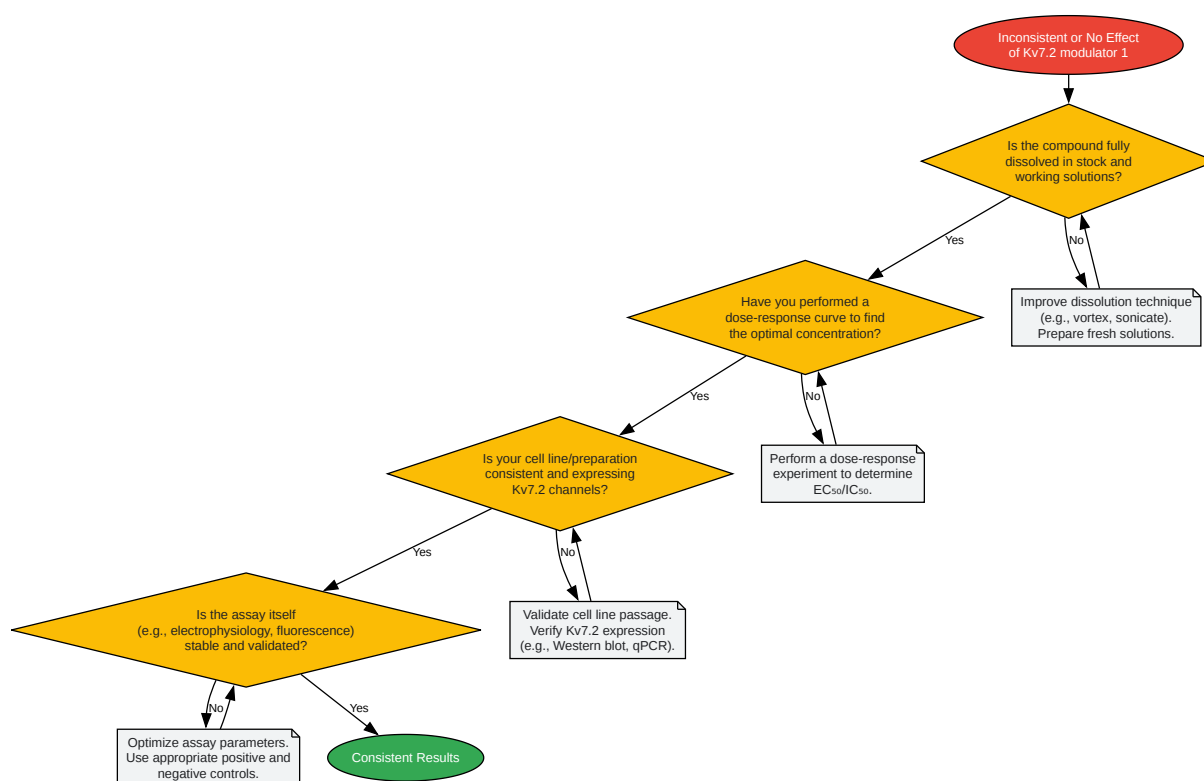 Inconsistent or No Effect
of Kv7.2 modulator 1
Is the compound fully
dissolved in stock and
working solutions?
Yes
No
Improve dissolution technique
(e.g., vortex, sonicate).
Prepare fresh solutions.
Have you performed a
dose-response curve to find
the optimal concentration?
Yes
No
Perform a dose-response
experiment to determine
EC₅₀/IC₅₀.
Is your cell line/preparation
consistent and expressing
Kv7.2 channels?
Yes
No
Validate cell line passage.
Verify Kv7.2 expression
(e.g., Western blot, qPCR).
Is the assay itself
(e.g., electrophysiology, fluorescence)
stable and validated?
No
Yes
Optimize assay parameters.
Use appropriate positive and
negative controls.
Consistent Results